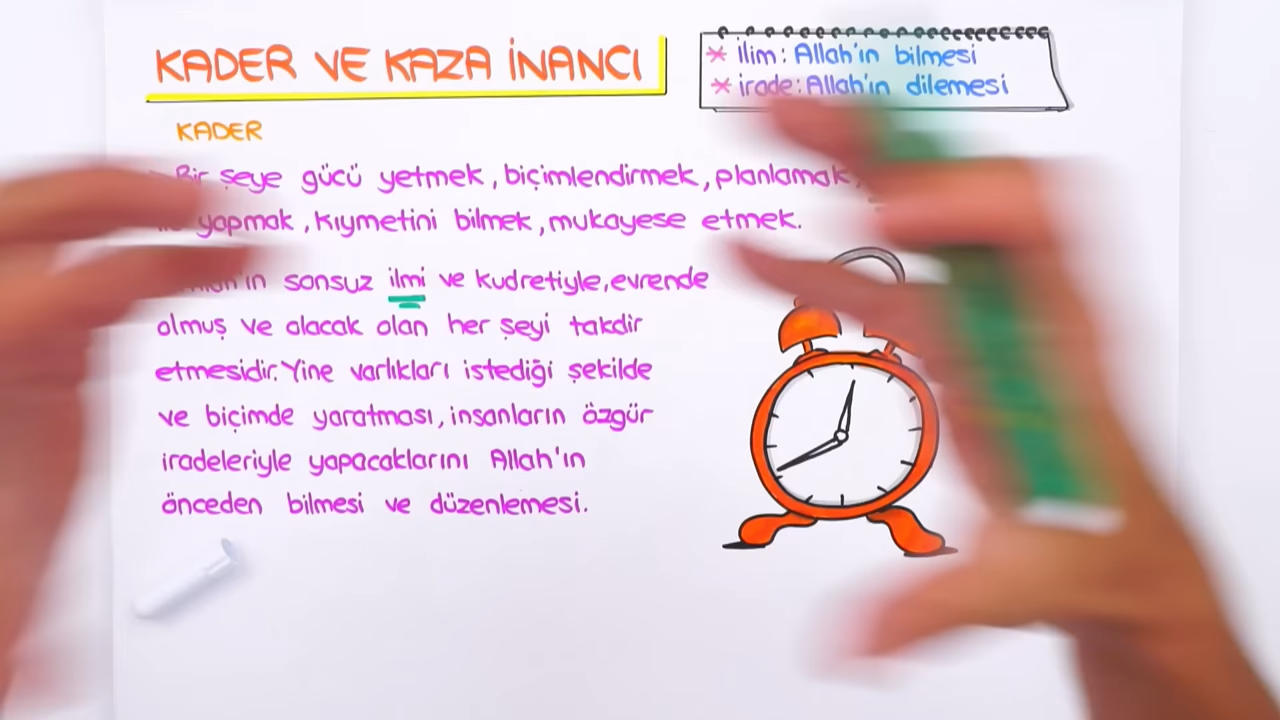 KADER VE KAZA İNANCI
* ilim: Allah'ın bilmesi
* irade: Allah'ın dilemesi
KADER
Bir şeye gücü yetmek, biçimlendirmek, planlamak,
yapmak, kıymetini bilmek, mukayese etmek.
sonsuz ilmi ve kudretiyle, evrende
olmuş ve olacak olan her şeyi takdir
etmesidir. Yine varlıkları istediği şekilde
ve biçimde yaratması, insanların özgür
iradeleriyle yapacaklarını Allah'ın
önceden bilmesi ve düzenlemesi.